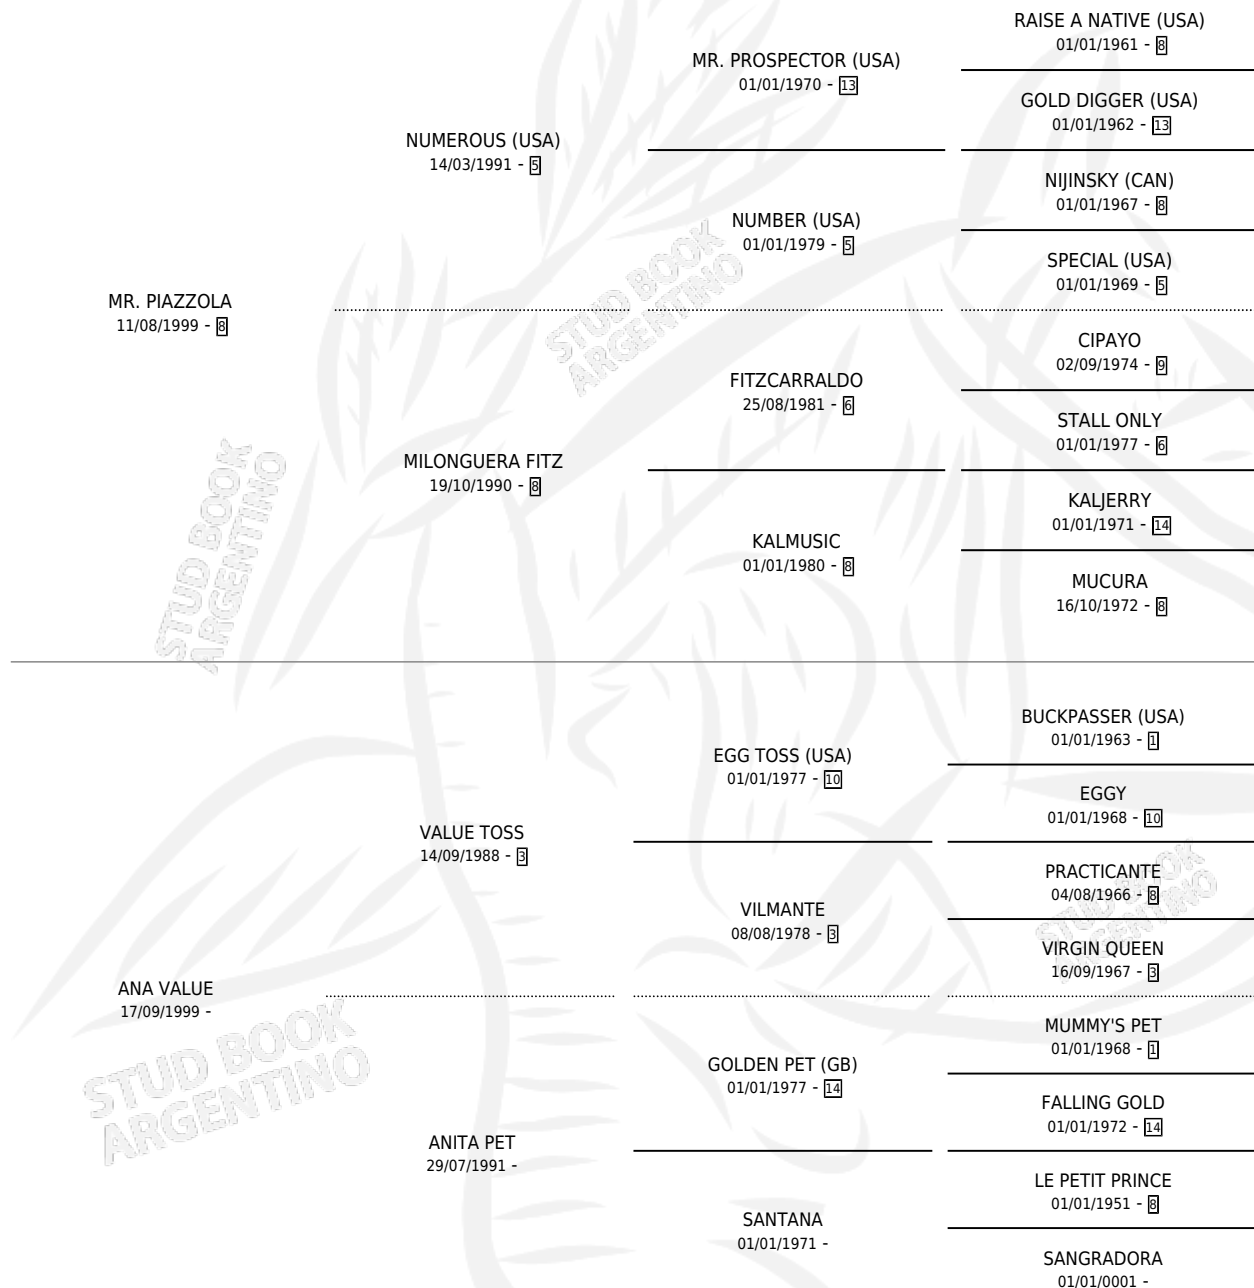 RAISE A NATIVE (USA)
01/01/1961 - 8
MR. PROSPECTOR (USA)
01/01/1970 - 13
GOLD DIGGER (USA)
01/01/1962 - 13
NUMEROUS (USA)
14/03/1991 - 5
NIJINSKY (CAN)
01/01/1967 - 8
NUMBER (USA)
01/01/1979 - 5
SPECIAL (USA)
01/01/1969 - 5
MR. PIAZZOLA
11/08/1999 - 8
CIPAYO
02/09/1974 - 9
FITZCARRALDO
25/08/1981 - 6
STALL ONLY
01/01/1977 - 6
MILONGUERA FITZ
19/10/1990 - 8
KALJERRY
01/01/1971 - 14
KALMUSIC
01/01/1980 - 8
MUCURA
16/10/1972 - 8
BUCKPASSER (USA)
01/01/1963 - 1
EGG TOSS (USA)
01/01/1977 - 10
EGGY
01/01/1968 - 10
VALUE TOSS
14/09/1988 - 3
PRACTICANTE
04/08/1966 - 8
VILMANTE
08/08/1978 - 3
VIRGIN QUEEN
16/09/1967 - 3
ANA VALUE
17/09/1999 -
MUMMY'S PET
01/01/1968 - 1
GOLDEN PET (GB)
01/01/1977 - 14
FALLING GOLD
01/01/1972 - 14
ANITA PET
29/07/1991 -
LE PETIT PRINCE
01/01/1951 - 8
SANTANA
01/01/1971 -
SANGRADORA
01/01/0001 -
STUD BOOK
ARGENTINO
STUD BOOK
ARGENTINO
STUD BOOK
ARGENTINO
STUD BOOK
ARGENTINO